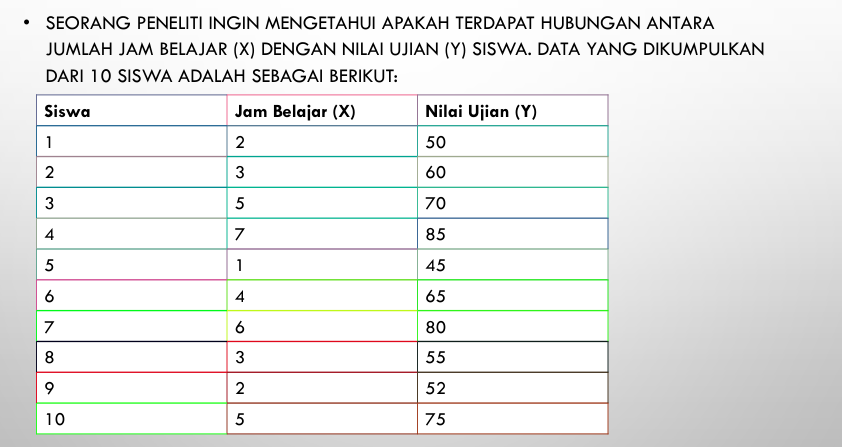 • SEORANG PENELITI INGIN MENGETAHUI APAKAH TERDAPAT HUBUNGAN ANTARA
JUMLAH JAM BELAJAR (X) DENGAN NILAI UJIAN (Y) SISWA. DATA YANG DIKUMPULKAN
DARI 10 SISWA ADALAH SEBAGAI BERIKUT:
Siswa Jam Belajar (X) Nilai Ujian (Y)
1 2 50
2 3 60
3 5 70
4 7 85
5 1 45
6 4 65
7 6 80
8 3 55
9 2 52
10 5 75